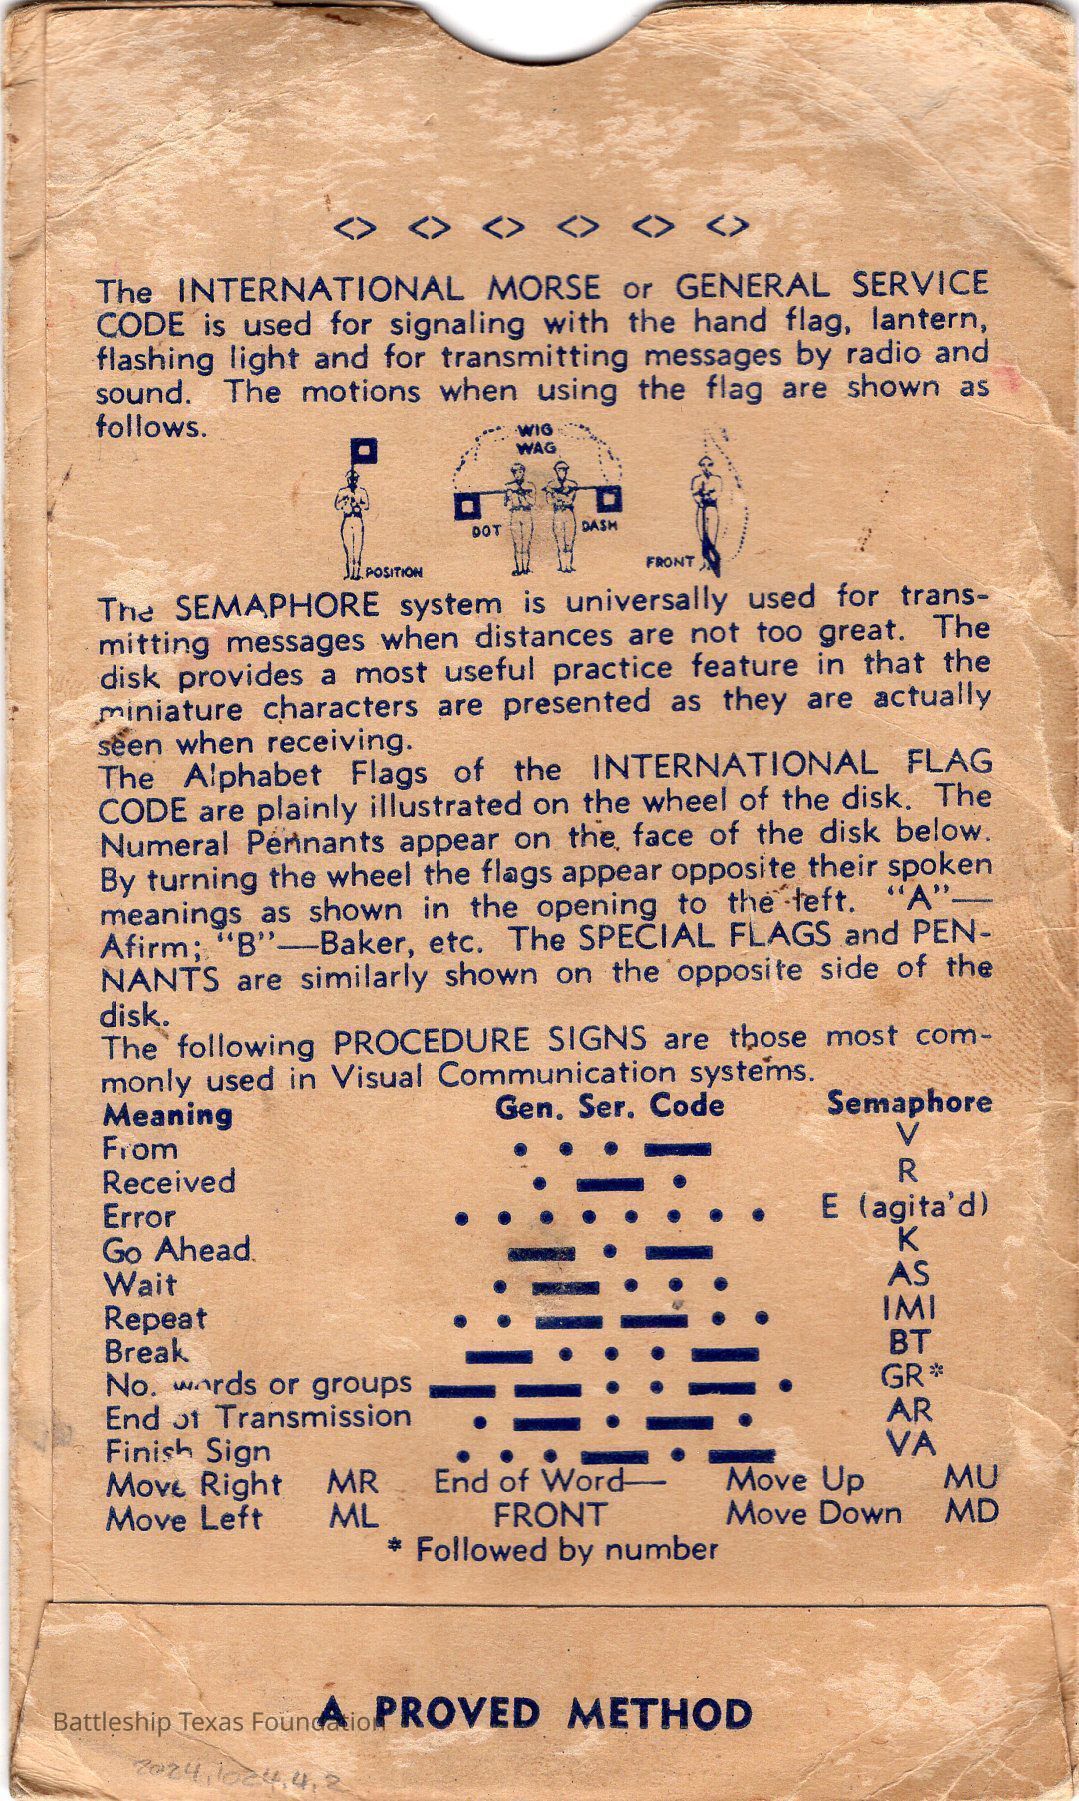 The INTERNATIONAL MORSE or GENERAL SERVICE
CODE is used for signaling with the hand flag, lantern,
flashing light and for transmitting messages by radio and
sound. The motions when using the flag are shown as
follows.
WIG
WAG
DOT
DASH
FRONT
POSITION
The SEMAPHORE system is universally used for trans-
mitting messages when distances are not too great. The
disk provides a most useful practice feature in that the
miniature characters are presented as they are actually
seen when receiving.
The Alphabet Flags of the INTERNATIONAL FLAG
CODE are plainly illustrated on the wheel of the disk. The
Numeral Pennants appear on the face of the disk below.
By turning the wheel the flags appear opposite their spoken
meanings as shown in the opening to the left. “A”—
Afirm; “B”—Baker, etc. The SPECIAL FLAGS and PEN-
NANTS are similarly shown on the opposite side of the
disk.
The following PROCEDURE SIGNS are those most com-
monly used in Visual Communication systems.
Meaning Gen. Ser. Code Semaphore
From • • • — V
Received • — • R
Error • • • • • • • • E (agita'd)
Go Ahead — • — K
Wait • — • • • AS
Repeat • • — — • • IMI
Break — • • • — BT
No. words or groups — — • • — • GR*
End of Transmission • — • — • AR
Finish Sign • • • — • — VA
Move Right MR End of Word— Move Up MU
Move Left ML FRONT Move Down MD
* Followed by number
A PROVED METHOD
Battleship Texas Foundation
2024.1024.4.2